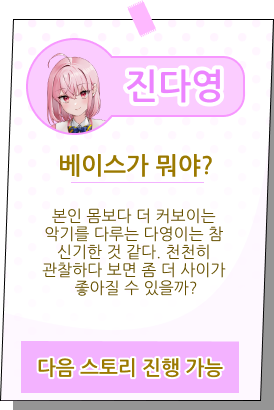 진다영
베이스가 뭐야?
본인 몸보다 더 커보이는
악기를 다루는 다영이는 참
신기한 것 같다. 천천히
관찰하다 보면 좀 더 사이가
좋아질 수 있을까?
다음 스토리 진행 가능